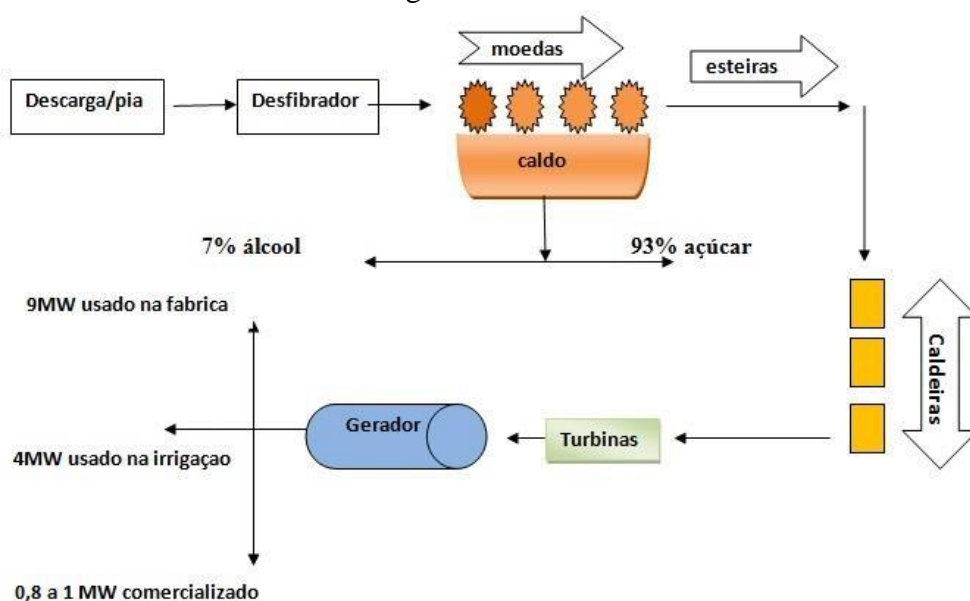 moedas
esteiras
Descarga/pia
Desfibrador
caldo
7% álcool
93% açúcar
9MW usado na fabrica
Caldeiras
Gerador
Turbinas
4MW usado na irrigaçao
0,8 a 1 MW comercializado